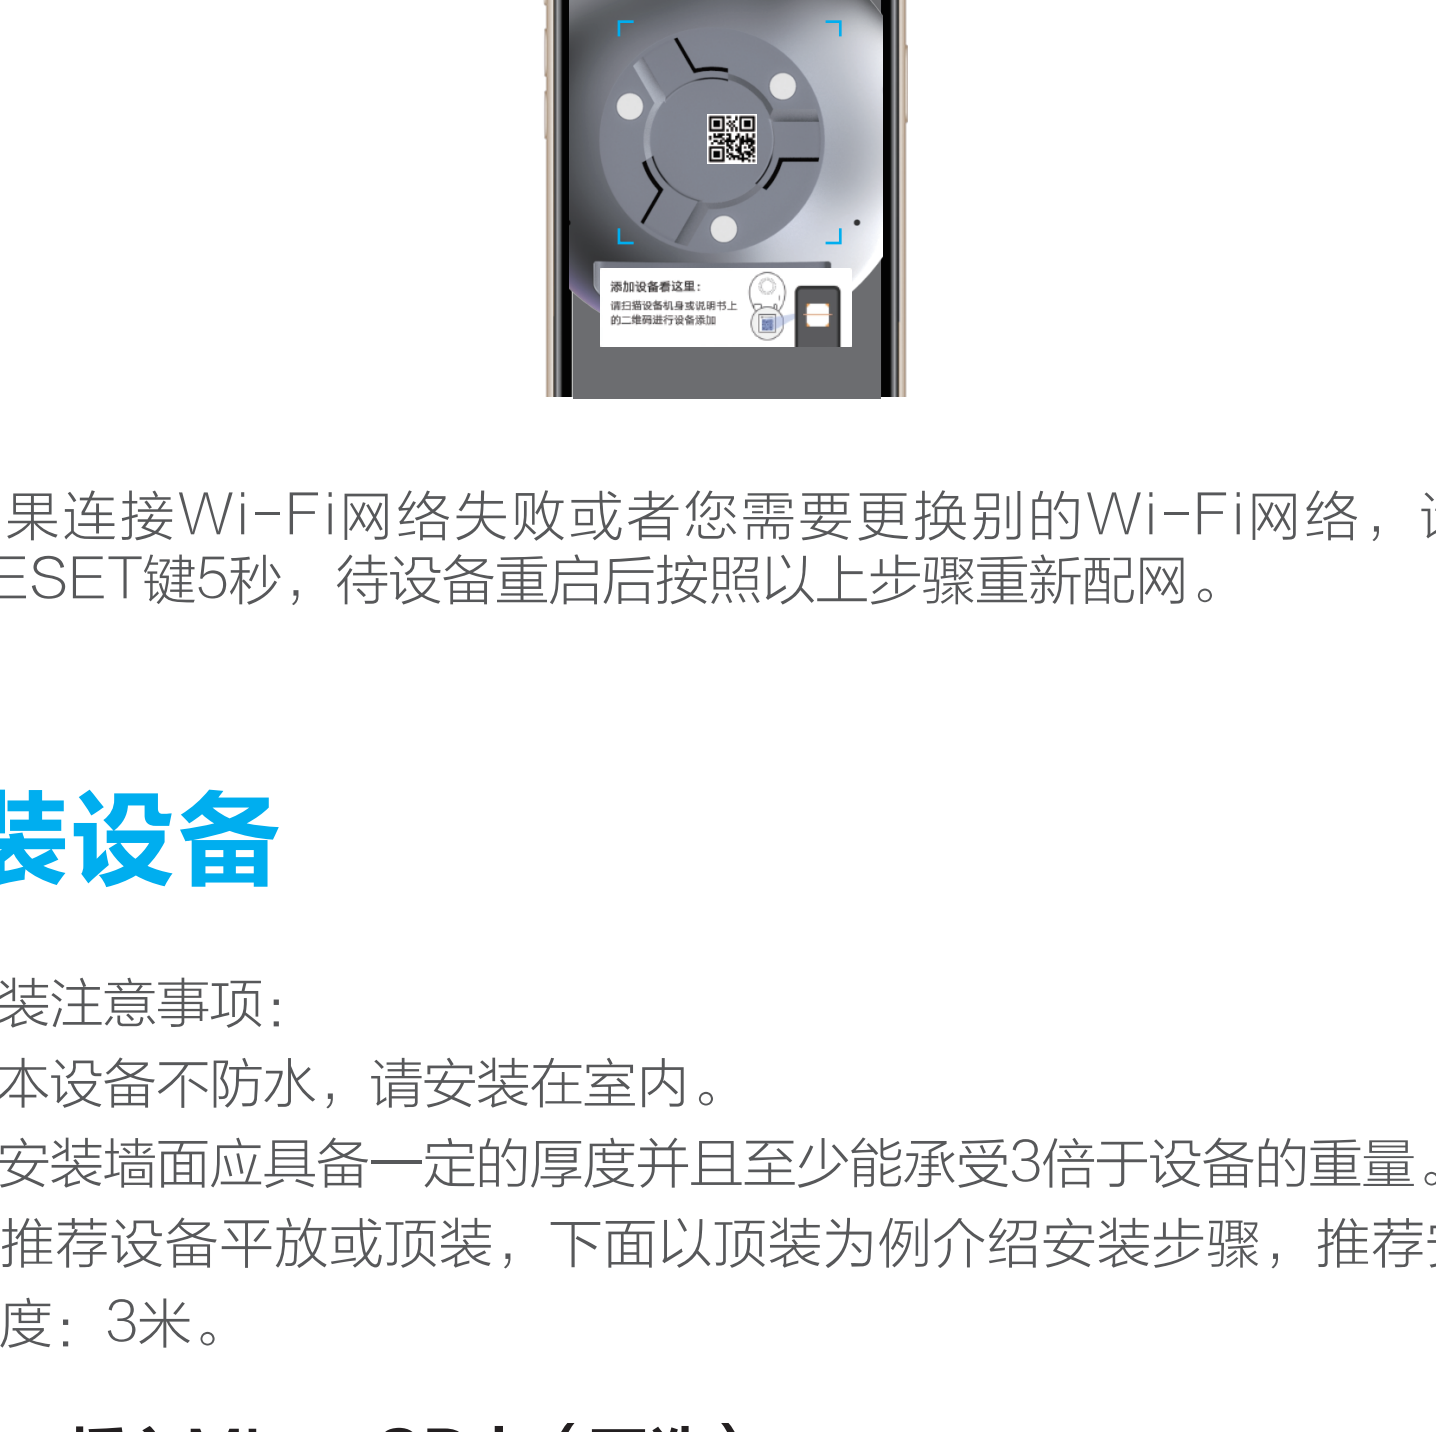 添加设备看这里：
请扫描设备机身或说明书上
的二维码进行设备添加
果连接Wi-Fi网络失败或者您需要更换别的Wi-Fi网络，
ESET键5秒，待设备重启后按照以上步骤重新配网。
装设备
装注意事项：
本设备不防水，请安装在室内。
安装墙面应具备一定的厚度并且至少能承受3倍于设备的重量。
推荐设备平放或顶装，下面以顶装为例介绍安装步骤，推荐
度：3米。